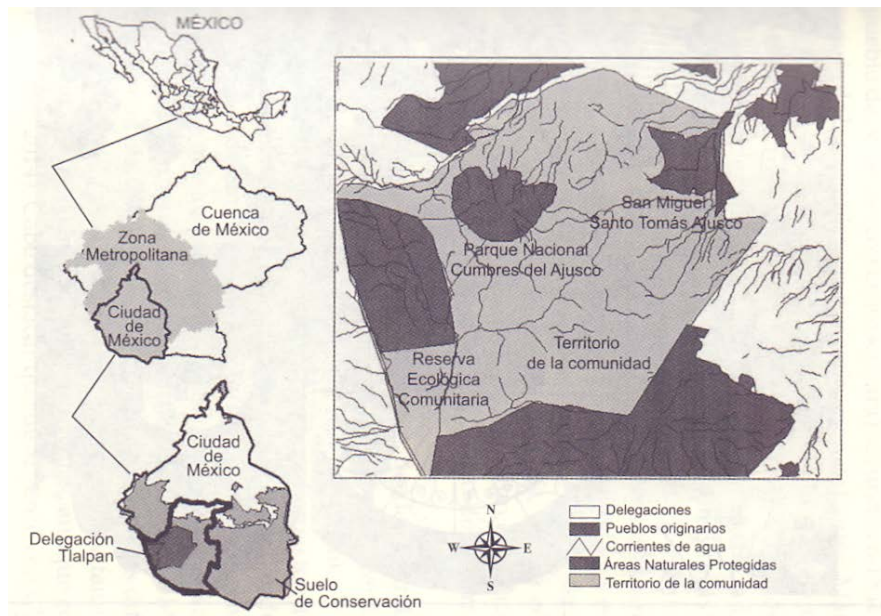 MÉXICO
Cuenca
de México
Zona
Metropolitana
Ciudad
de
México
Ciudad
de
México
Delegación
Tlalpan
Suelo
de Conservación
San Miguel
Santo Tomás Ajusco
Parque Nacional
Cumbres del Ajusco
Territorio
de la comunidad
Reserva
Ecológica
Comunitaria
N
W
E
S
Delegaciones
Pueblos originarios
Corrientes de agua
Áreas Naturales Protegidas
Territorio de la comunidad